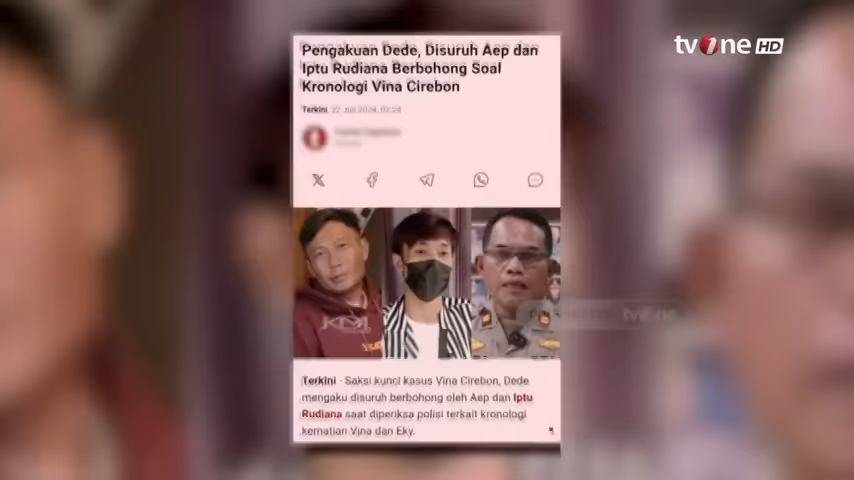 tvOne HD
Pengakuan Dede, Disuruh Aep dan
Iptu Rudiana Berbohong Soal
Kronologi Vina Cirebon
Terkini, 22 Juli 2024, 07:24
KDM
tvOne
Terkini - Saksi kunci kasus Vina Cirebon, Dede
mengaku disuruh berbohong oleh Aep dan Iptu
Rudiana saat diperiksa polisi terkait kronologi
kematian Vina dan Eky.